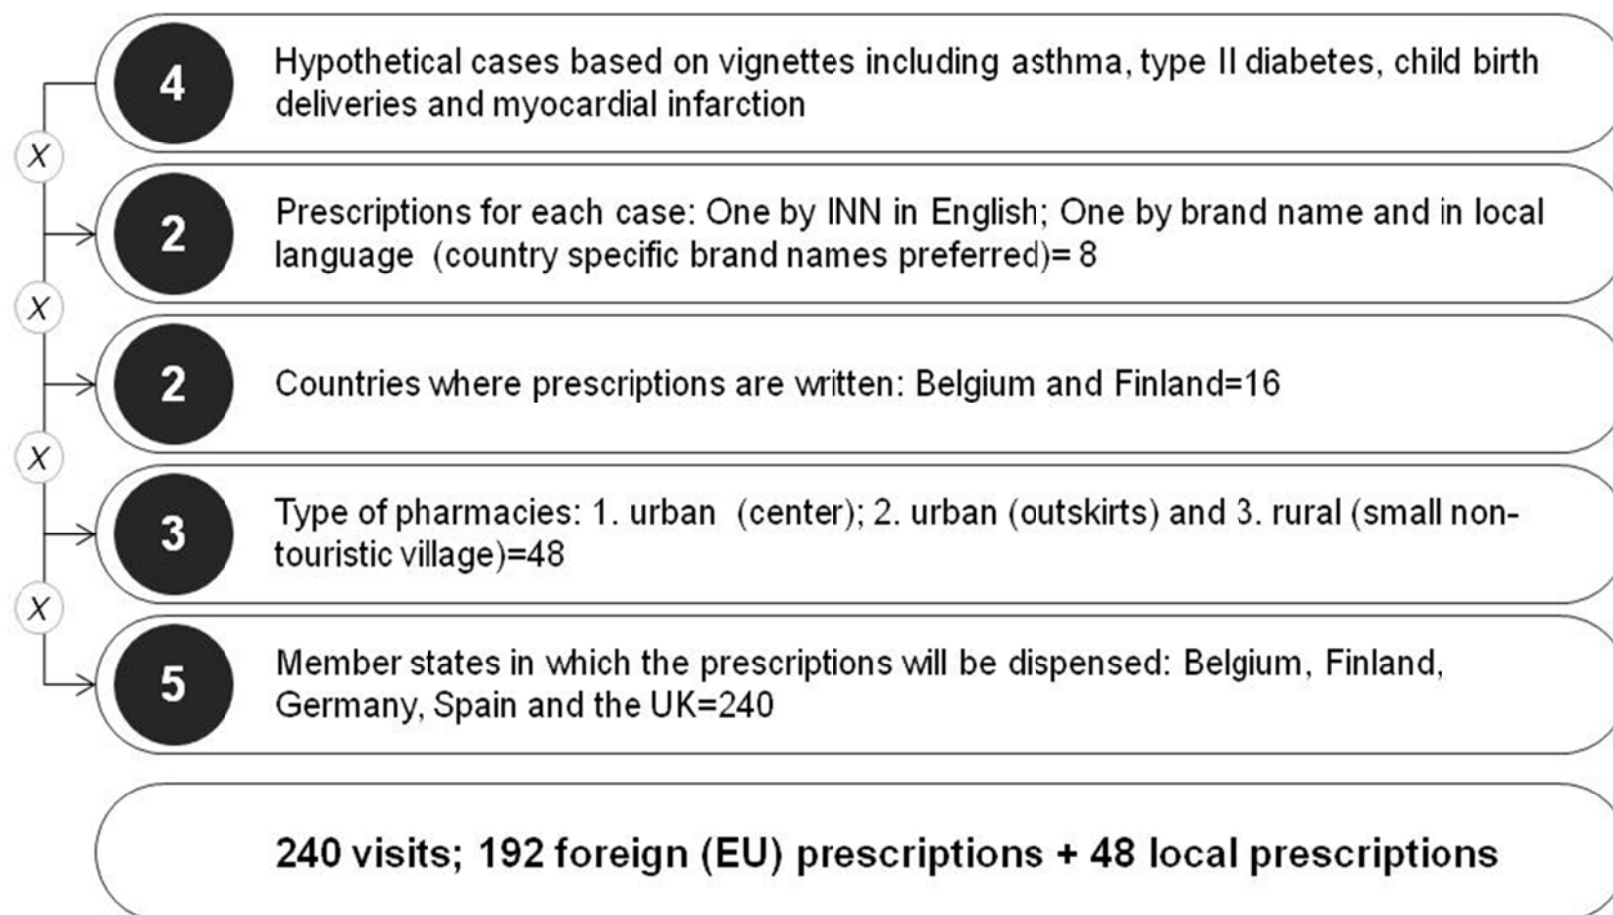 4
Hypothetical cases based on vignettes including asthma, type II diabetes, child birth
deliveries and myocardial infarction
X
2
Prescriptions for each case: One by INN in English; One by brand name and in local
language (country specific brand names preferred)= 8
X
2
Countries where prescriptions are written: Belgium and Finland=16
X
3
Type of pharmacies: 1. urban (center); 2. urban (outskirts) and 3. rural (small non-
touristic village)=48
X
5
Member states in which the prescriptions will be dispensed: Belgium, Finland,
Germany, Spain and the UK=240
240 visits; 192 foreign (EU) prescriptions + 48 local prescriptions